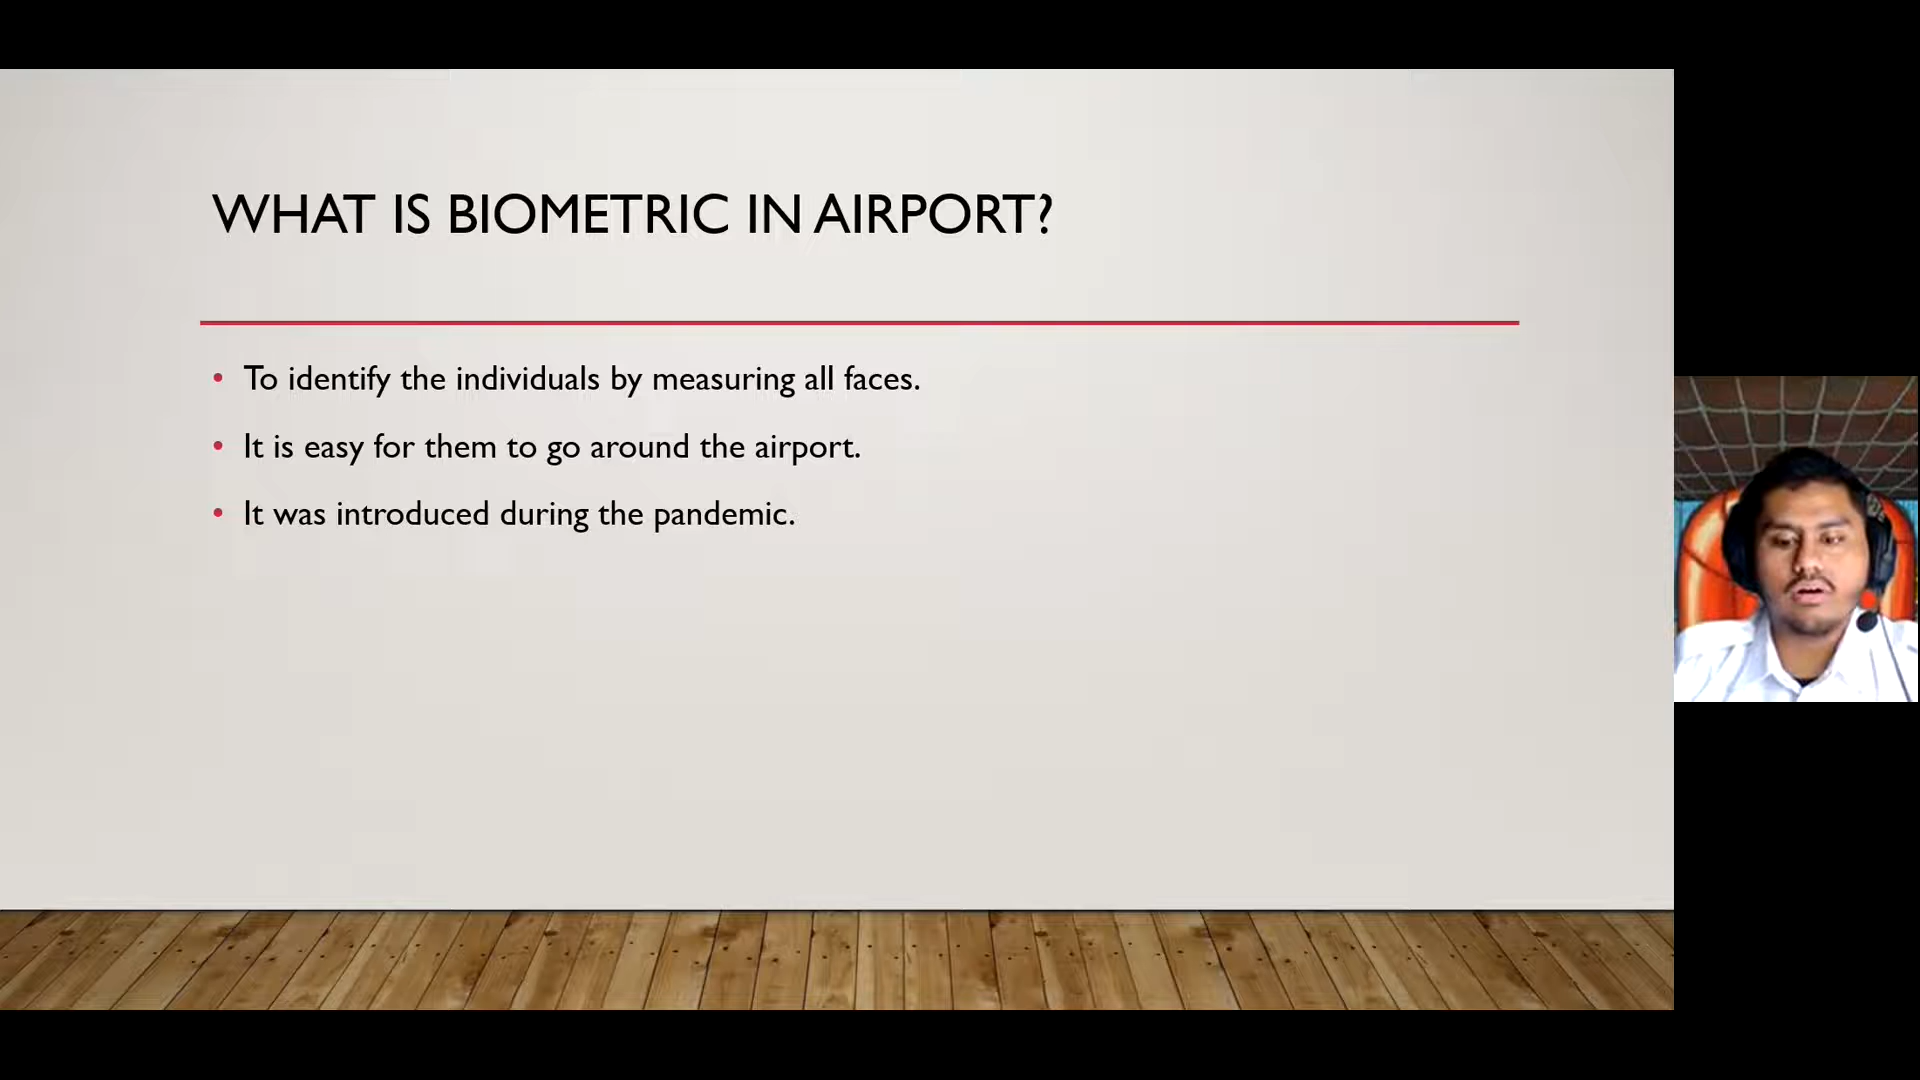 WHAT IS BIOMETRIC IN AIRPORT?
• To identify the individuals by measuring all faces.
• It is easy for them to go around the airport.
• It was introduced during the pandemic.